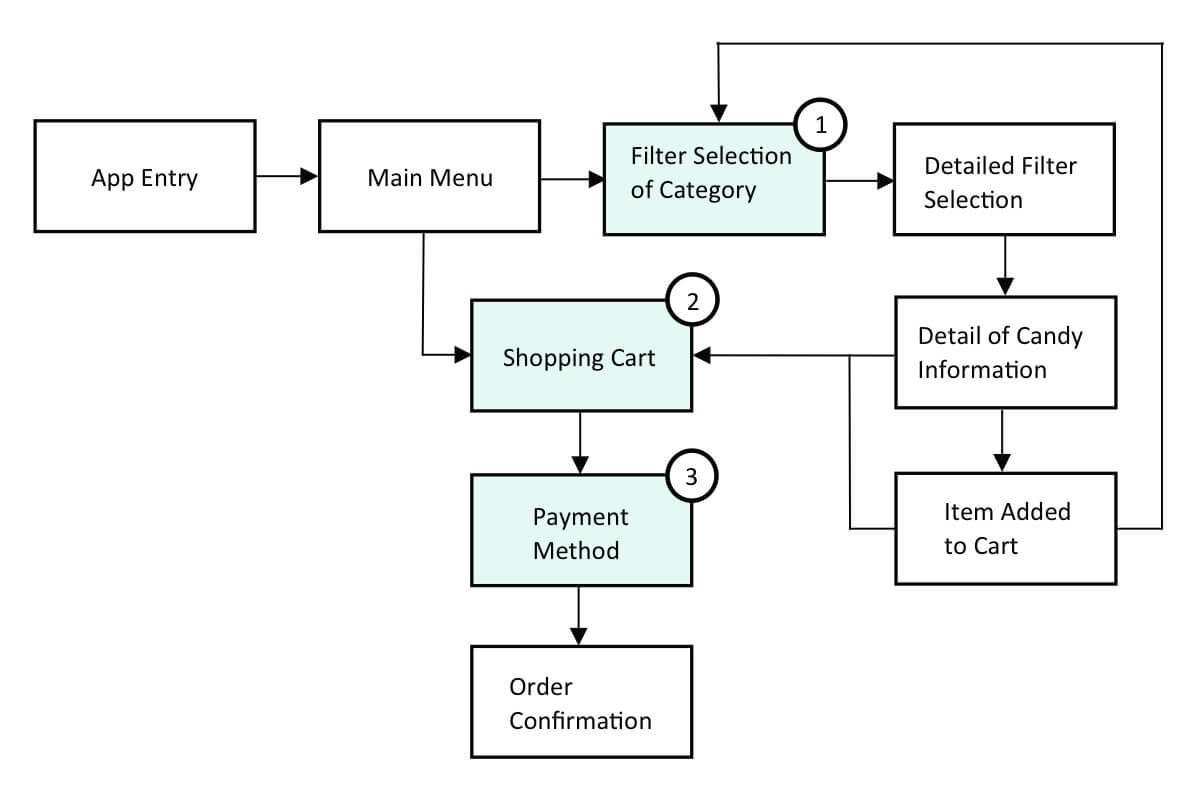 App Entry
Main Menu
1
Filter Selection
of Category
Detailed Filter
Selection
2
Shopping Cart
Detail of Candy
Information
3
Payment
Method
Item Added
to Cart
Order
Confirmation